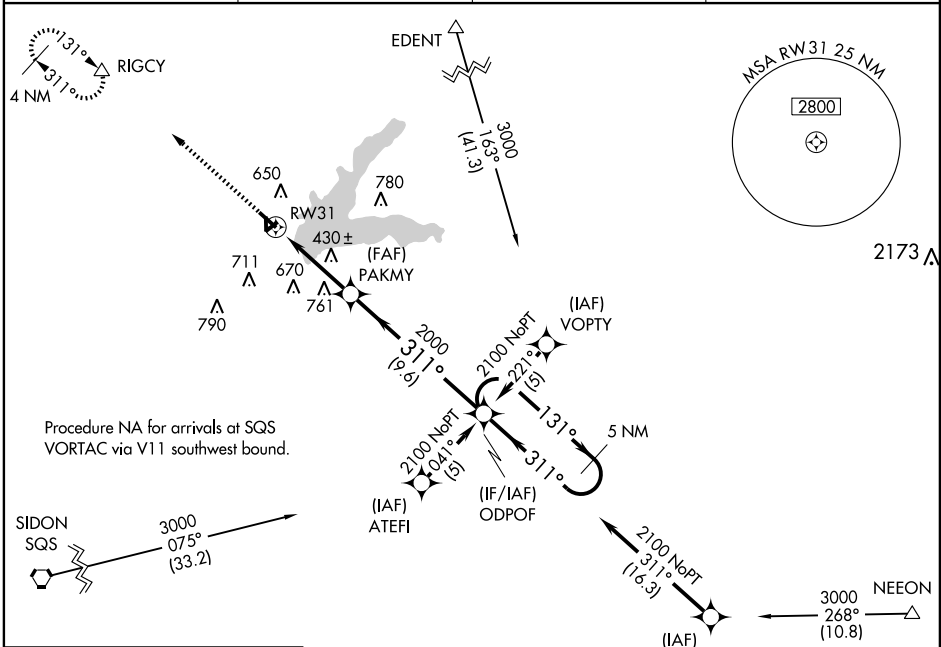 131°
311°
4 NM
RIGCY
EDENT
3000
163°
(41.3)
MSA RW31 25 NM
2800
650
780
RW31
430 ±
(FAF)
PAKMY
711
670
761
790
2173
2000
311°
(9.6)
(IAF)
VOPTY
2100 NoPT
221°
(5)
131°
5 NM
311°
2100 NoPT
041°
(5)
(IAF)
ATEFI
(IF/IAF)
ODPOF
Procedure NA for arrivals at SQS
VORTAC via V11 southwest bound.
SIDON
SQS
3000
075°
(33.2)
2100 NoPT
311°
(16.3)
(IAF)
NEEON
3000
268°
(10.8)